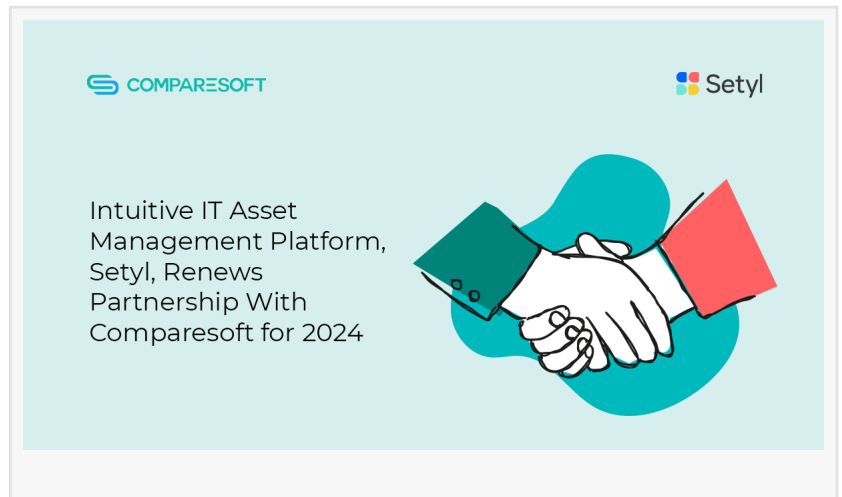 COMPARESOFT
Setyl
Intuitive IT Asset
Management Platform,
Setyl, Renews
Partnership With
Comparesoft for 2024